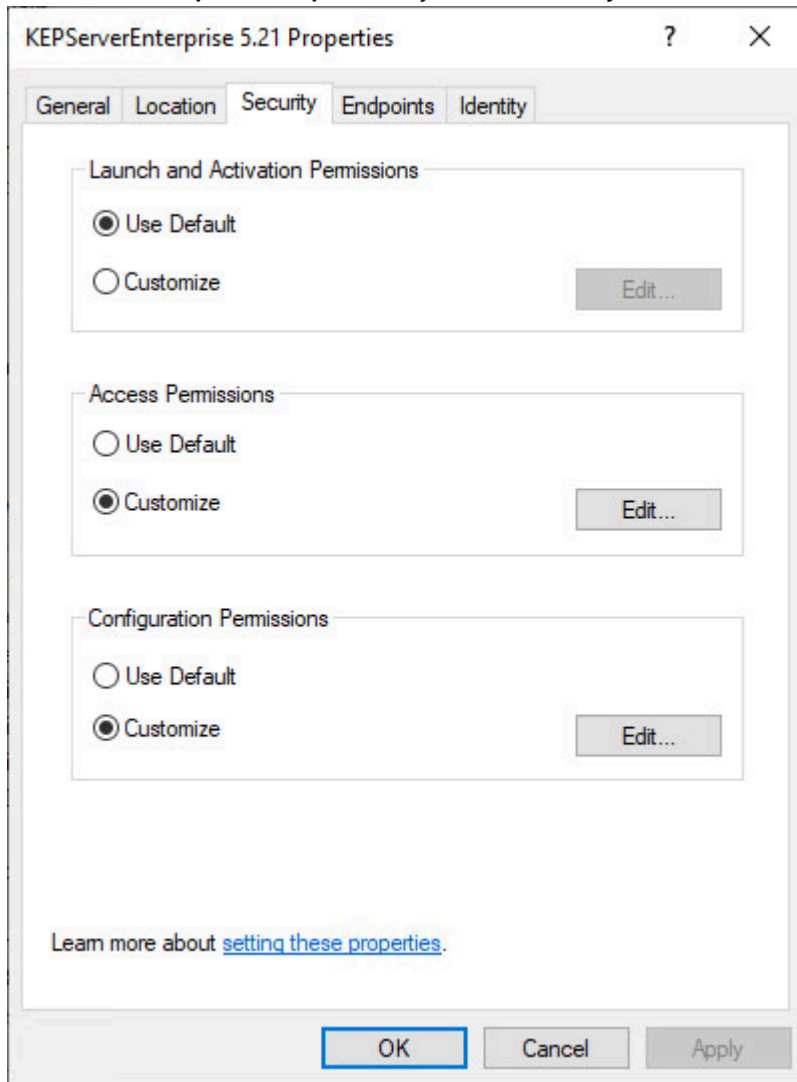 KEPServerEnterprise 5.21 Properties ? ×
General Location Security Endpoints Identity
Launch and Activation Permissions
Use Default
Customize
Edit...
Access Permissions
Use Default
Customize
Edit...
Configuration Permissions
Use Default
Customize
Edit...
Learn more about setting these properties.
OK Cancel Apply